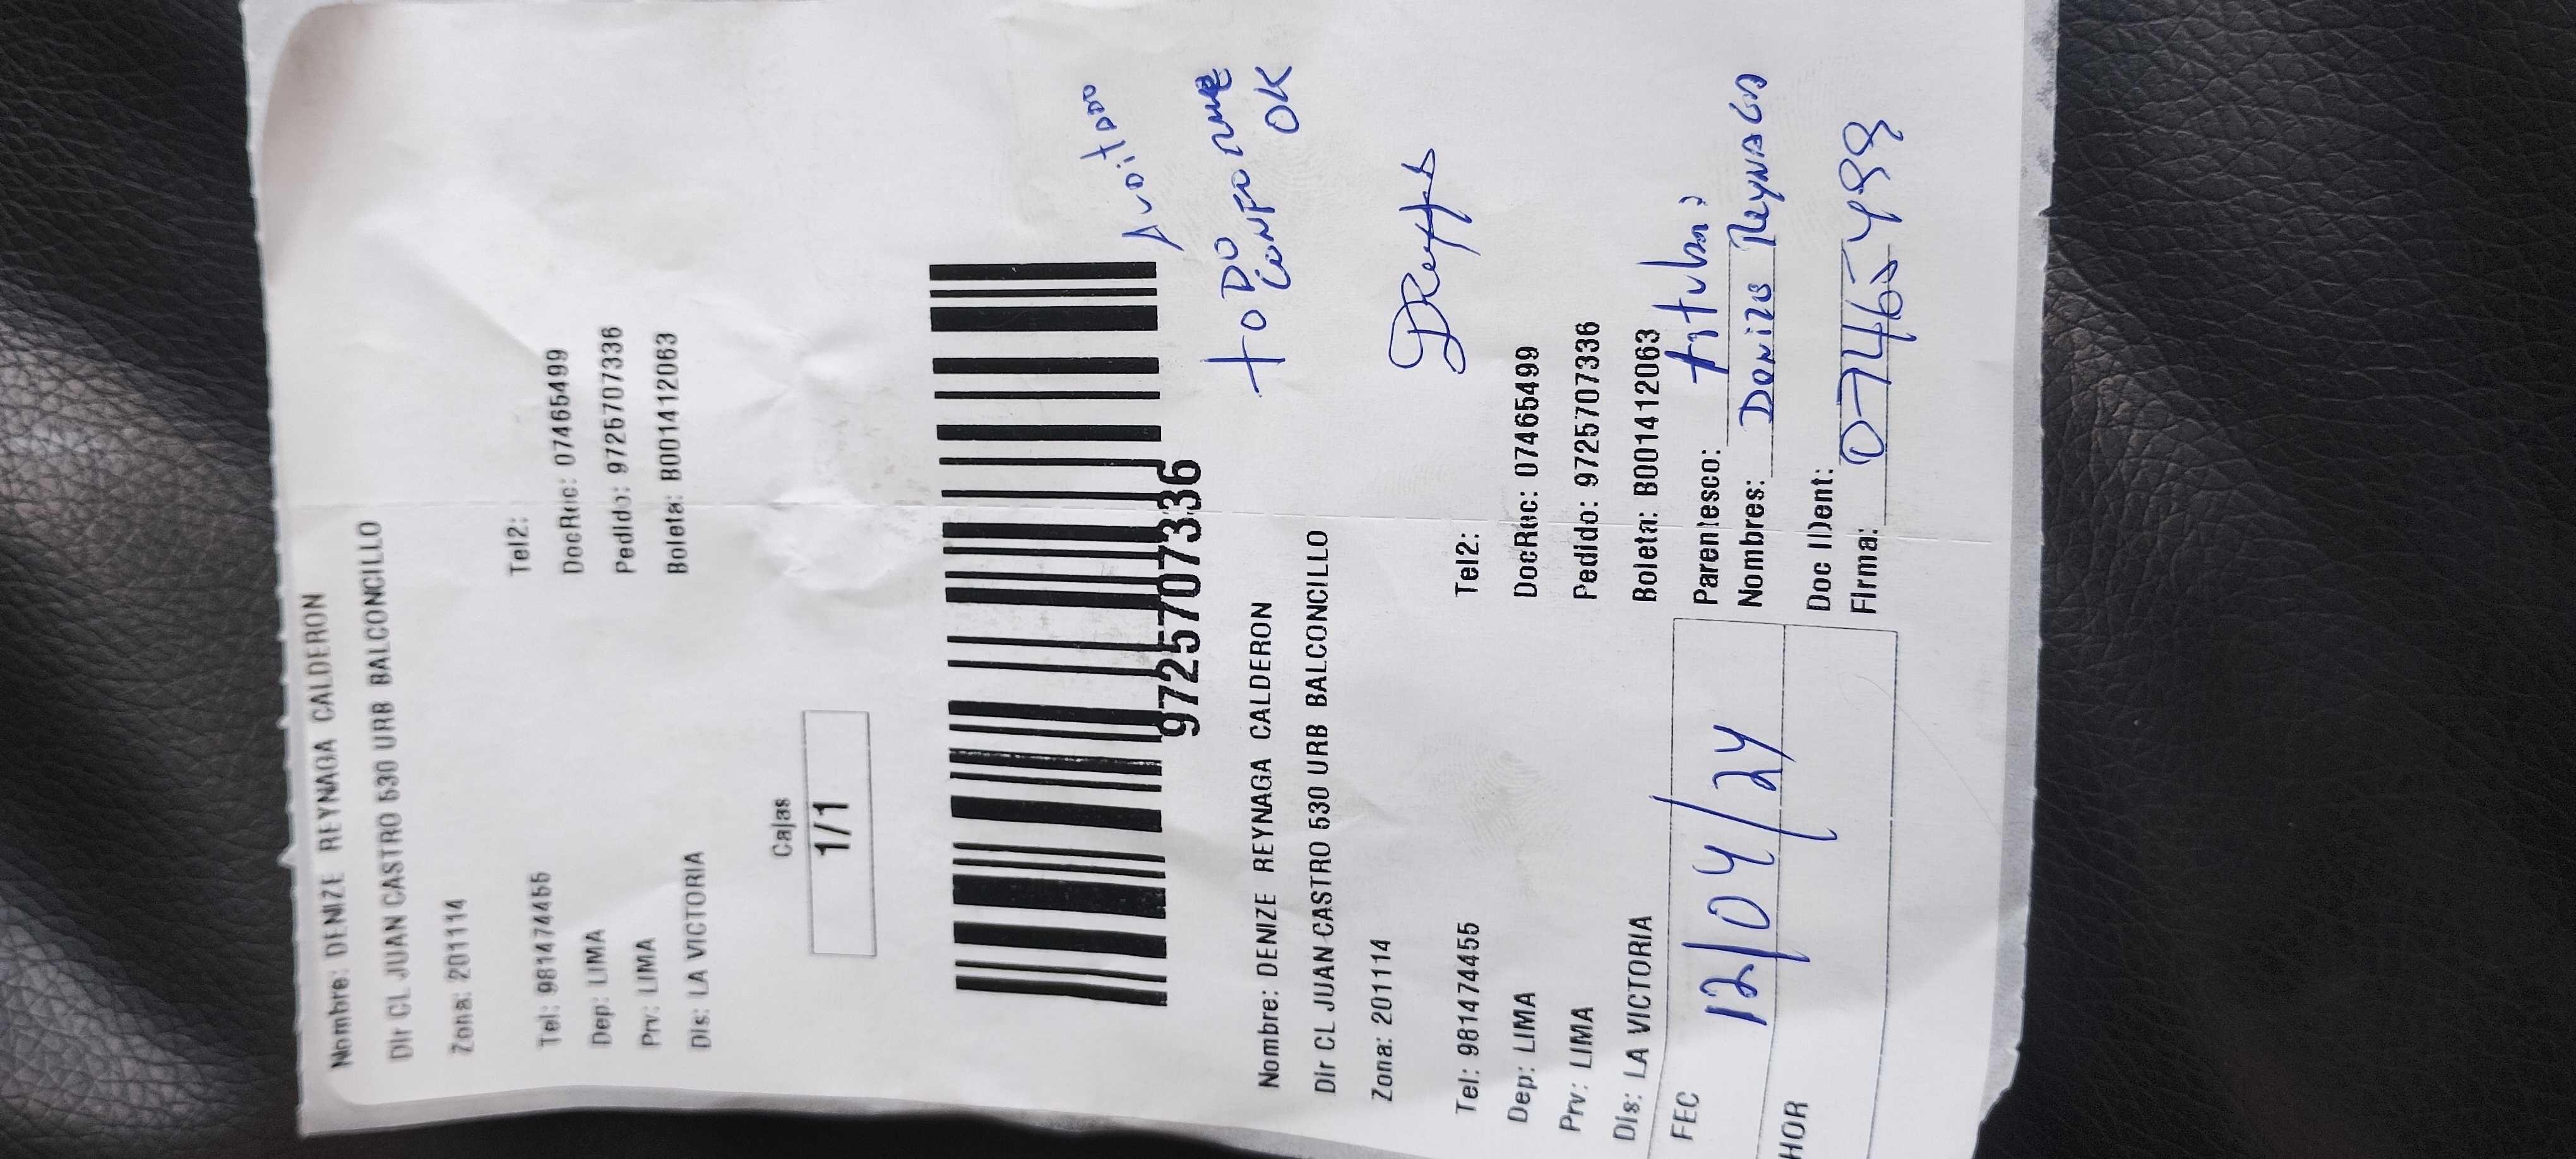 Nombre: DENIZE REYNAGA CALDERON
Dir CL JUAN CASTRO 530 URB BALCONCILLO
Zona: 201114
Tel: 981474455 Tel2:
Dep: LIMA DocRec: 07465499
Prv: LIMA Pedido: 9725707336
Dis: LA VICTORIA Boleta: B001412063
Cajas
1/1
9725707336
Auditado
Nombre: DENIZE REYNAGA CALDERON
todo
conforme
OK
Dir CL JUAN CASTRO 530 URB BALCONCILLO
Zona: 201114
Tel: 981474455 Tel2:
Dep: LIMA DocRec: 07465499
Prv: LIMA Pedido: 9725707336
Dis: LA VICTORIA Boleta: B001412063
FEC 12/04/24 Parentesco: titular
Nombres: Denize Reynaga
HOR Doc Ident: 07465499
Firma: